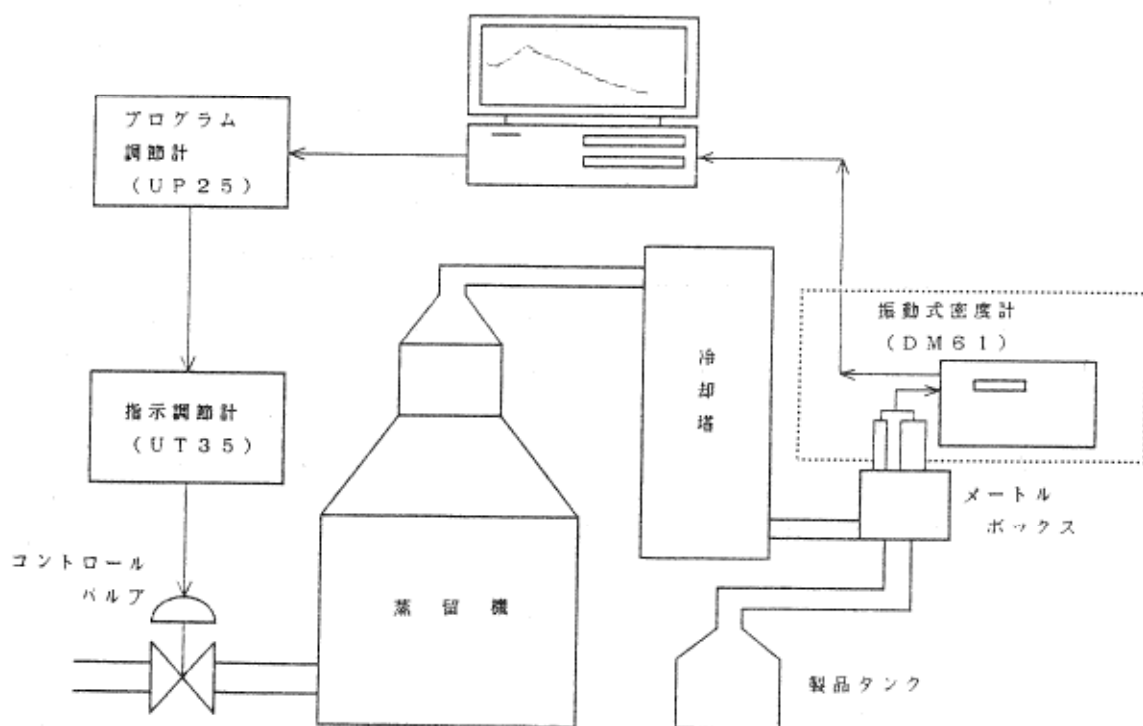 プログラム
調節計
(UP25)
振動式密度計
(DM61)
冷却塔
指示調節計
(UT35)
メートル
ボックス
コントロール
バルブ
蒸留機
製品タンク